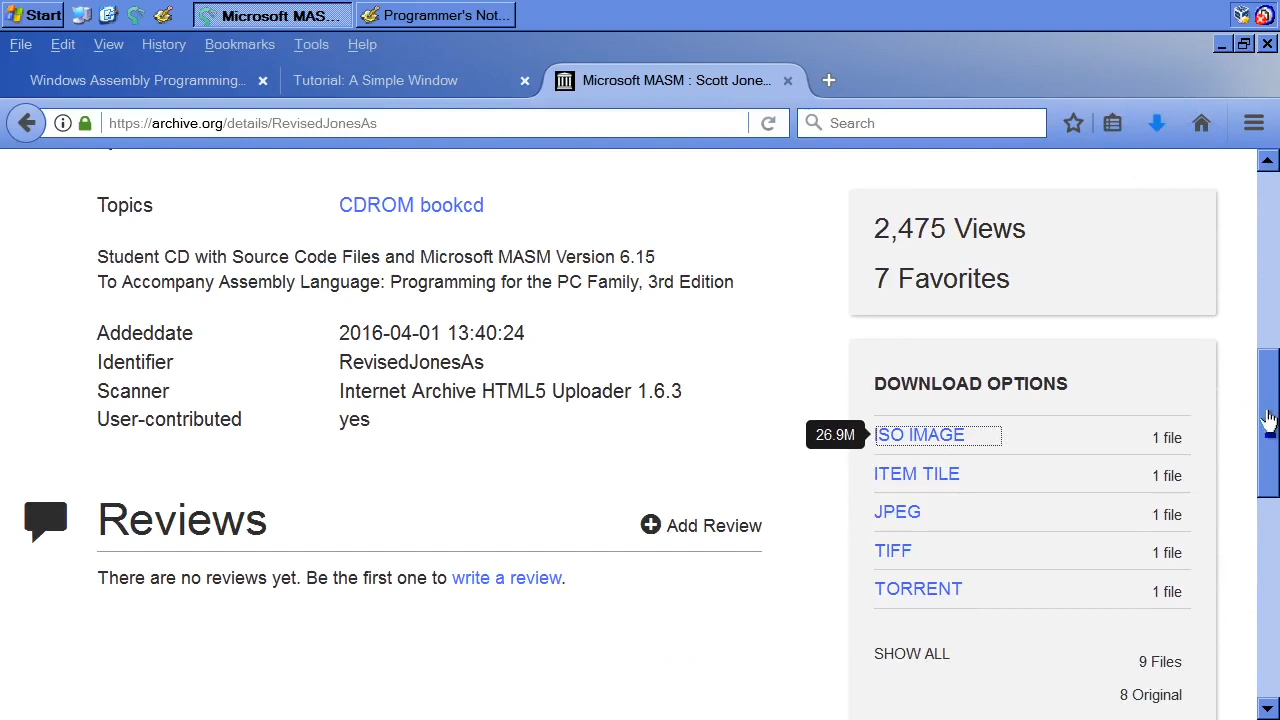 Start
Microsoft MAS...
Programmer's Not...
File Edit View History Bookmarks Tools Help
Windows Assembly Programming...
Tutorial: A Simple Window
Microsoft MASM : Scott Jone...
https://archive.org/details/RevisedJonesAs
Search
Topics CDROM bookcd
Student CD with Source Code Files and Microsoft MASM Version 6.15
To Accompany Assembly Language: Programming for the PC Family, 3rd Edition
Addeddate 2016-04-01 13:40:24
Identifier RevisedJonesAs
Scanner Internet Archive HTML5 Uploader 1.6.3
User-contributed yes
Reviews
Add Review
There are no reviews yet. Be the first one to write a review.
2,475 Views
7 Favorites
DOWNLOAD OPTIONS
26.9M
ISO IMAGE 1 file
ITEM TILE 1 file
JPEG 1 file
TIFF 1 file
TORRENT 1 file
SHOW ALL 9 Files
8 Original